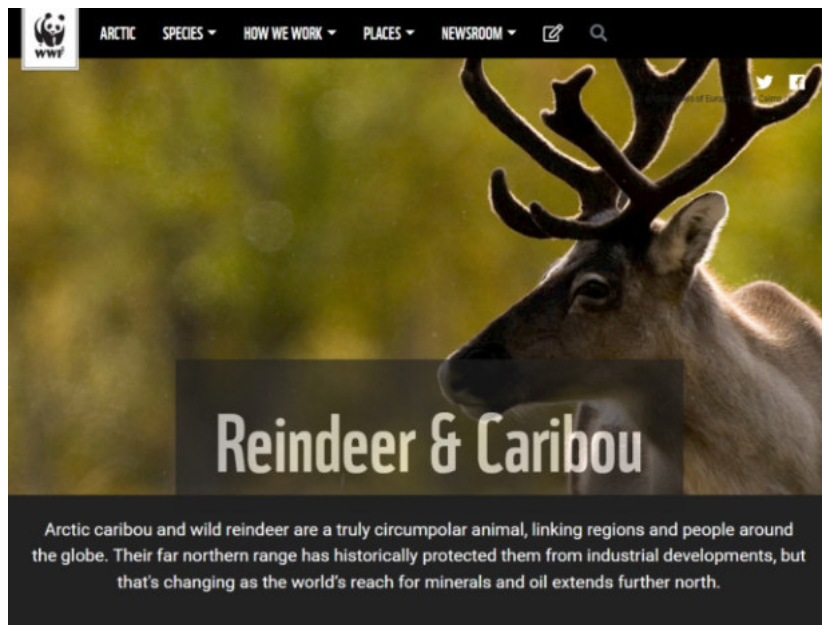 WWF
ARCTIC SPECIES HOW WE WORK PLACES NEWSROOM
of Europe
Reindeer & Caribou
Arctic caribou and wild reindeer are a truly circumpolar animal, linking regions and people around
the globe. Their far northern range has historically protected them from industrial developments, but
that's changing as the world's reach for minerals and oil extends further north.